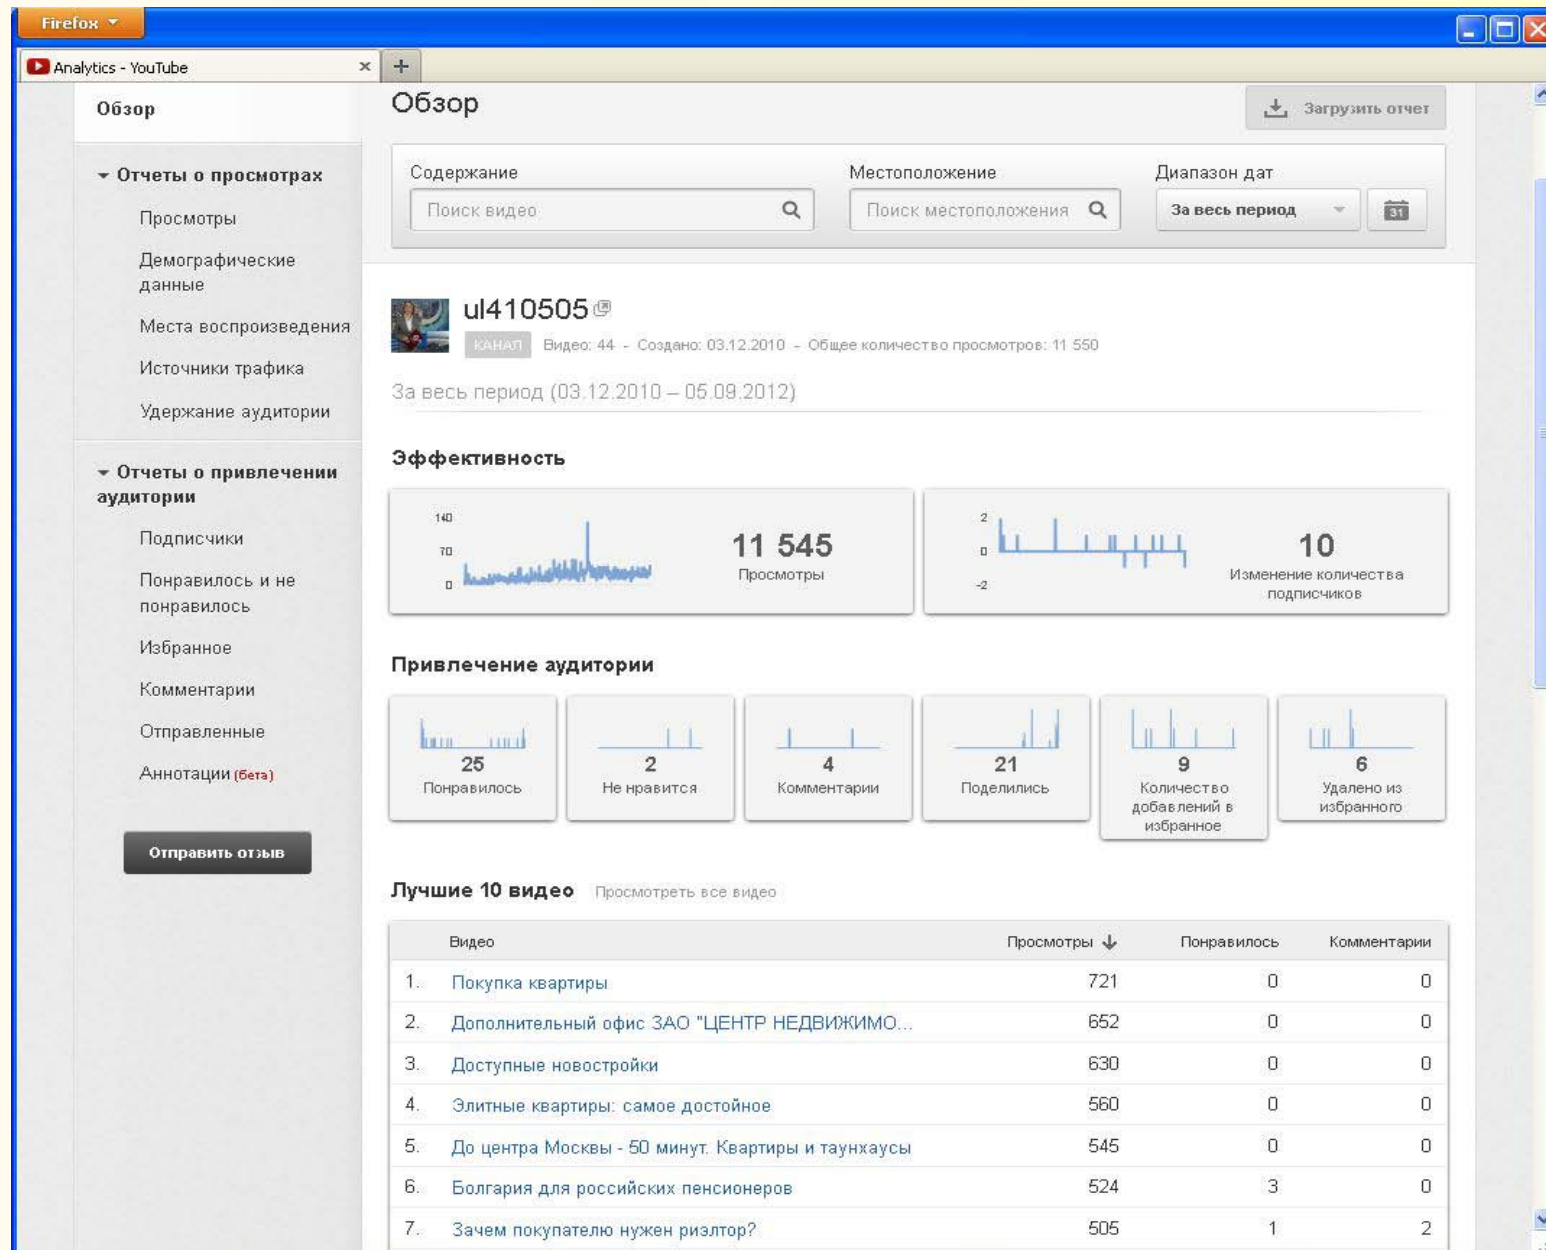 Firefox
Analytics - YouTube
Обзор
Отчеты о просмотрах
Просмотры
Демографические
данные
Места воспроизведения
Источники трафика
Удержание аудитории
Отчеты о привлечении
аудитории
Подписчики
Понравилось и не
понравилось
Избранное
Комментарии
Отправленные
Аннотации (бета)
Отправить отзыв
Обзор
Загрузить отчет
Содержание
Поиск видео
Местоположение
Поиск местоположения
Диапазон дат
За весь период
31
ul410505
КАНАЛ Видео: 44 - Создано: 03.12.2010 - Общее количество просмотров: 11 550
За весь период (03.12.2010 – 05.09.2012)
Эффективность
140
70
0
11 545
Просмотры
2
0
-2
10
Изменение количества
подписчиков
Привлечение аудитории
25
Понравилось
2
Не нравится
4
Комментарии
21
Поделились
9
Количество
добавлений в
избранное
6
Удалено из
избранного
Лучшие 10 видео Просмотреть все видео
Видео Просмотры Понравилось Комментарии
1. Покупка квартиры 721 0 0
2. Дополнительный офис ЗАО "ЦЕНТР НЕДВИЖИМО... 652 0 0
3. Доступные новостройки 630 0 0
4. Элитные квартиры: самое достойное 560 0 0
5. До центра Москвы - 50 минут. Квартиры и таунхаусы 545 0 0
6. Болгария для российских пенсионеров 524 3 0
7. Зачем покупателю нужен риэлтор? 505 1 2